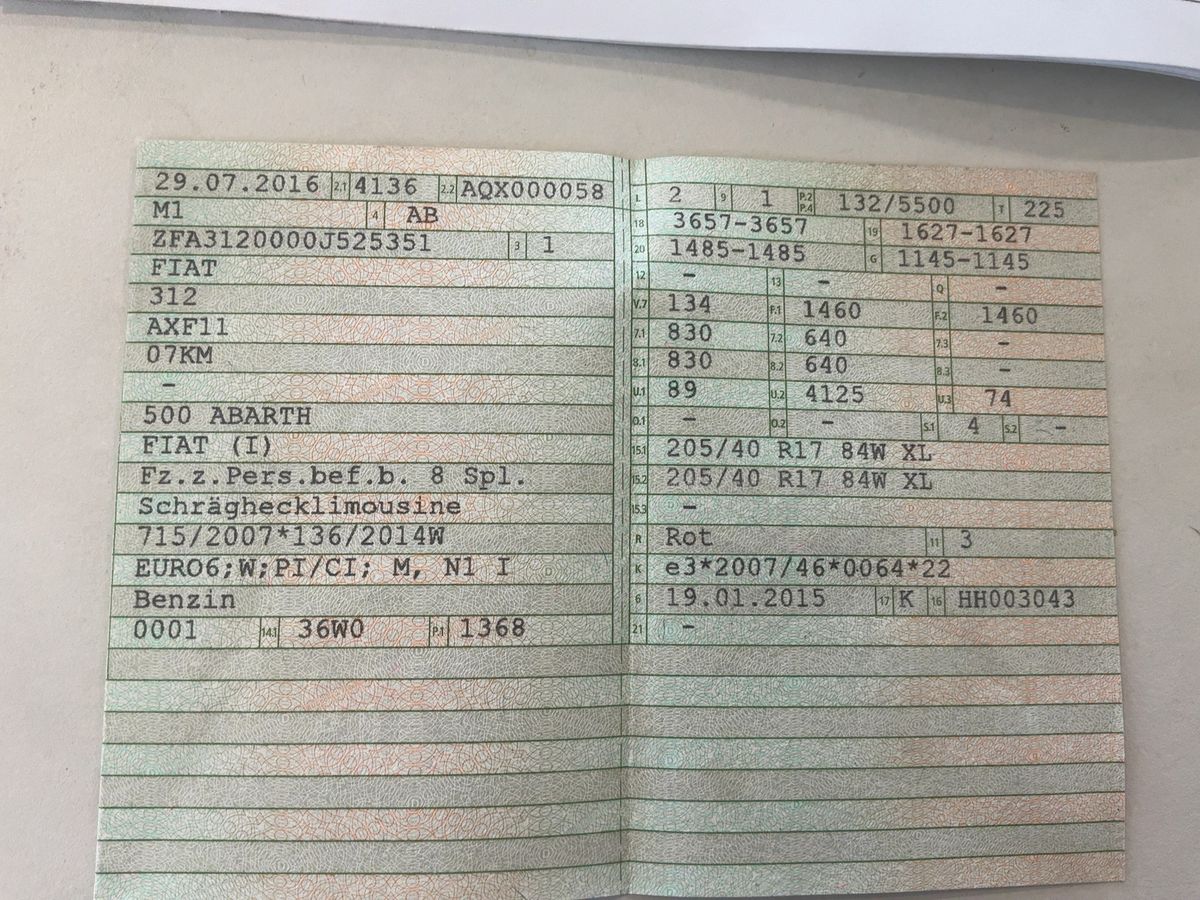 29.07.2016 2.1 4136 2.2 AQX000058
M1 4 AB
ZFA3120000J525351 3 1
FIAT
312
AXF11
07KM
–
500 ABARTH
FIAT (I)
Fz.z.Pers.bef.b. 8 Spl.
Schräghecklimousine
715/2007*136/2014W
EURO6;W;PI/CI; M, N1 I
Benzin
0001 14.1 36W0 P.1 1368
L 2 9 1 P.2 P.4 132/5500 T 225
18 3657-3657 19 1627-1627
20 1485-1485 G 1145-1145
12 – 13 – Q –
V.7 134 F.1 1460 F.2 1460
7.1 830 7.2 640 7.3 –
8.1 830 8.2 640 8.3 –
U.1 89 U.2 4125 U.3 74
O.1 – O.2 – S.1 4 S.2 –
15.1 205/40 R17 84W XL
15.2 205/40 R17 84W XL
15.3 –
R Rot 11 3
K e3*2007/46*0064*22
6 19.01.2015 17 K 16 HH003043
21 –